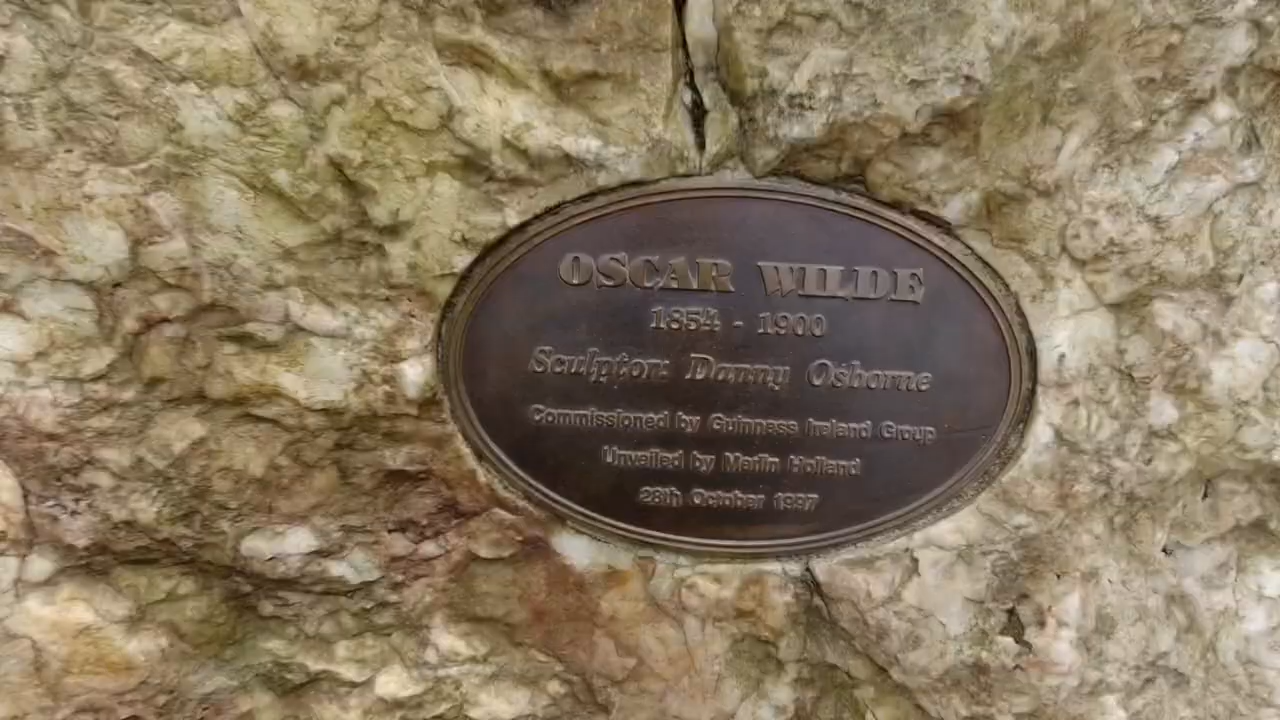 OSCAR WILDE
1854 - 1900
Sculptor: Danny Osborne
Commissioned by Guinness Ireland Group
Unveiled by Merlin Holland
28th October 1997